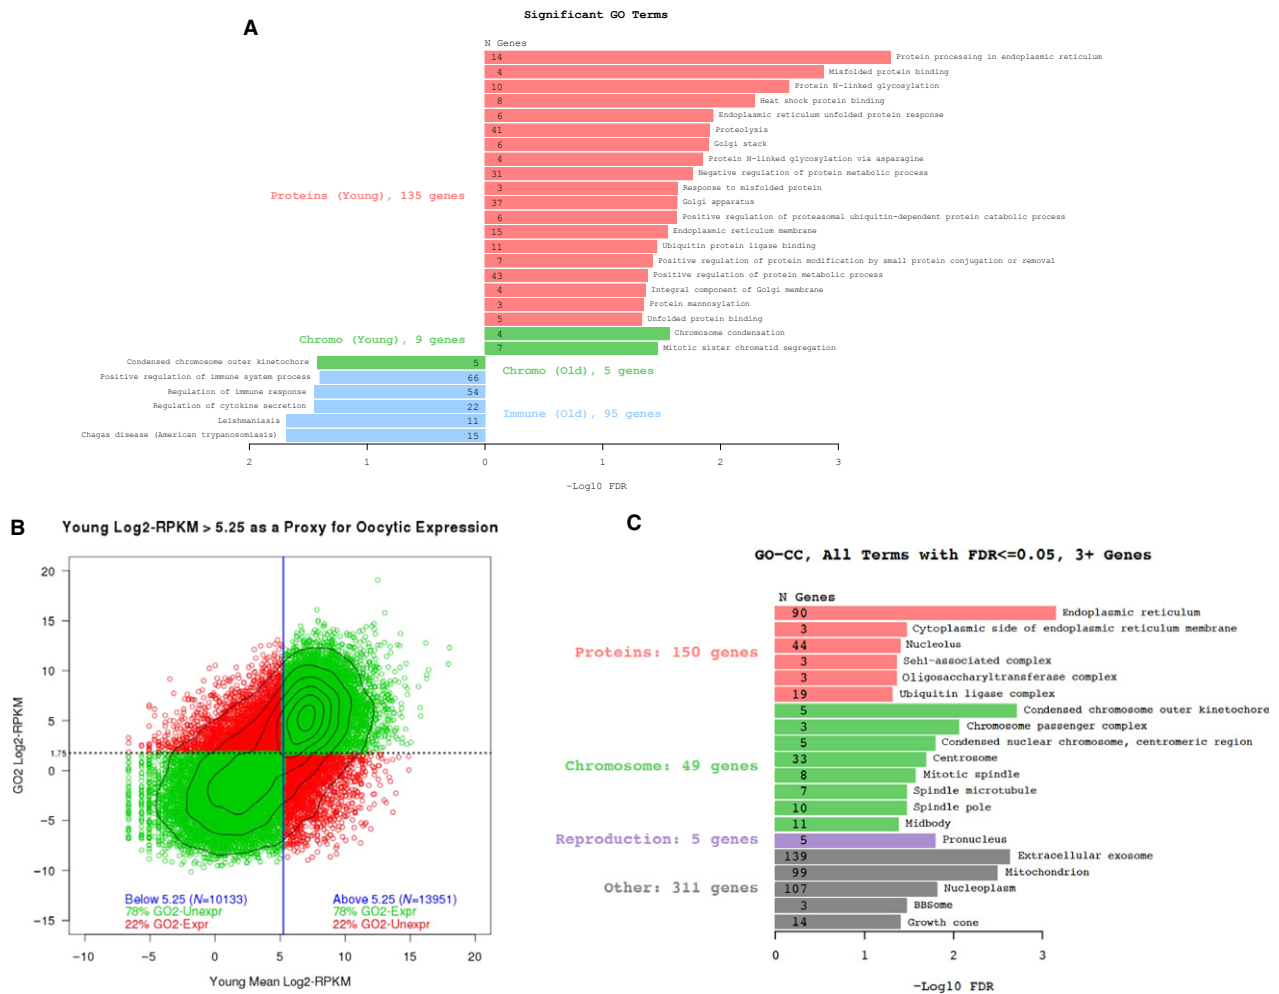 A
Significant GO Terms
N Genes
14 Protein processing in endoplasmic reticulum
4 Misfolded protein binding
10 Protein N-linked glycosylation
8 Heat shock protein binding
6 Endoplasmic reticulum unfolded protein response
41 Proteolysis
6 Golgi stack
4 Protein N-linked glycosylation via asparagine
31 Negative regulation of protein metabolic process
3 Response to misfolded protein
Proteins (Young), 135 genes
37 Golgi apparatus
6 Positive regulation of proteasomal ubiquitin-dependent protein catabolic process
15 Endoplasmic reticulum membrane
11 Ubiquitin protein ligase binding
7 Positive regulation of protein modification by small protein conjugation or removal
43 Positive regulation of protein metabolic process
4 Integral component of Golgi membrane
3 Protein mannosylation
5 Unfolded protein binding
4 Chromosome condensation
Chromo (Young), 9 genes
7 Mitotic sister chromatid segregation
Condensed chromosome outer kinetochore 5
Chromo (Old), 5 genes
Positive regulation of immune system process 66
Regulation of immune response 54
Regulation of cytokine secretion 22
Immune (Old), 95 genes
Leishmaniasis 11
Chagas disease (American trypanosomiasis) 15
2 1 0 1 2 3
-Log10 FDR
B
Young Log2-RPKM > 5.25 as a Proxy for Oocytic Expression
20
15
10
5
1.75
0
−5
−10
−15
GO2 Log2-RPKM
Below 5.25 (N=10133)
78% GO2-Unexpr
22% GO2-Expr
Above 5.25 (N=13951)
78% GO2-Expr
22% GO2-Unexpr
−10 −5 0 5 10 15 20
Young Mean Log2-RPKM
C
GO-CC, All Terms with FDR<=0.05, 3+ Genes
N Genes
90 Endoplasmic reticulum
3 Cytoplasmic side of endoplasmic reticulum membrane
44 Nucleolus
Proteins: 150 genes
3 Seh1-associated complex
3 Oligosaccharyltransferase complex
19 Ubiquitin ligase complex
5 Condensed chromosome outer kinetochore
3 Chromosome passenger complex
5 Condensed nuclear chromosome, centromeric region
33 Centrosome
Chromosome: 49 genes
8 Mitotic spindle
7 Spindle microtubule
10 Spindle pole
11 Midbody
Reproduction: 5 genes
5 Pronucleus
139 Extracellular exosome
99 Mitochondrion
Other: 311 genes
107 Nucleoplasm
3 BBSome
14 Growth cone
0 1 2 3
-Log10 FDR